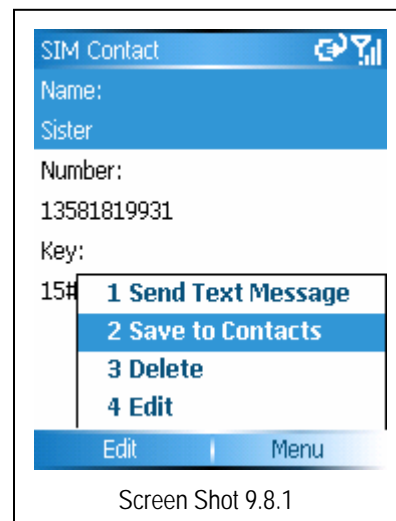 SIM Contact
Name:
Sister
Number:
13581819931
Key:
15#
1 Send Text Message
2 Save to Contacts
3 Delete
4 Edit
Edit Menu
Screen Shot 9.8.1